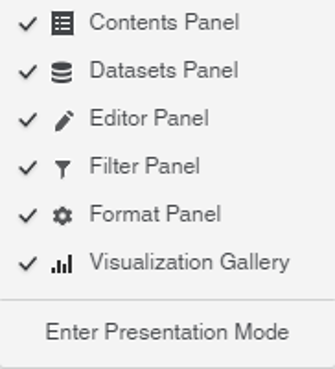 Contents Panel
Datasets Panel
Editor Panel
Filter Panel
Format Panel
Visualization Gallery
Enter Presentation Mode